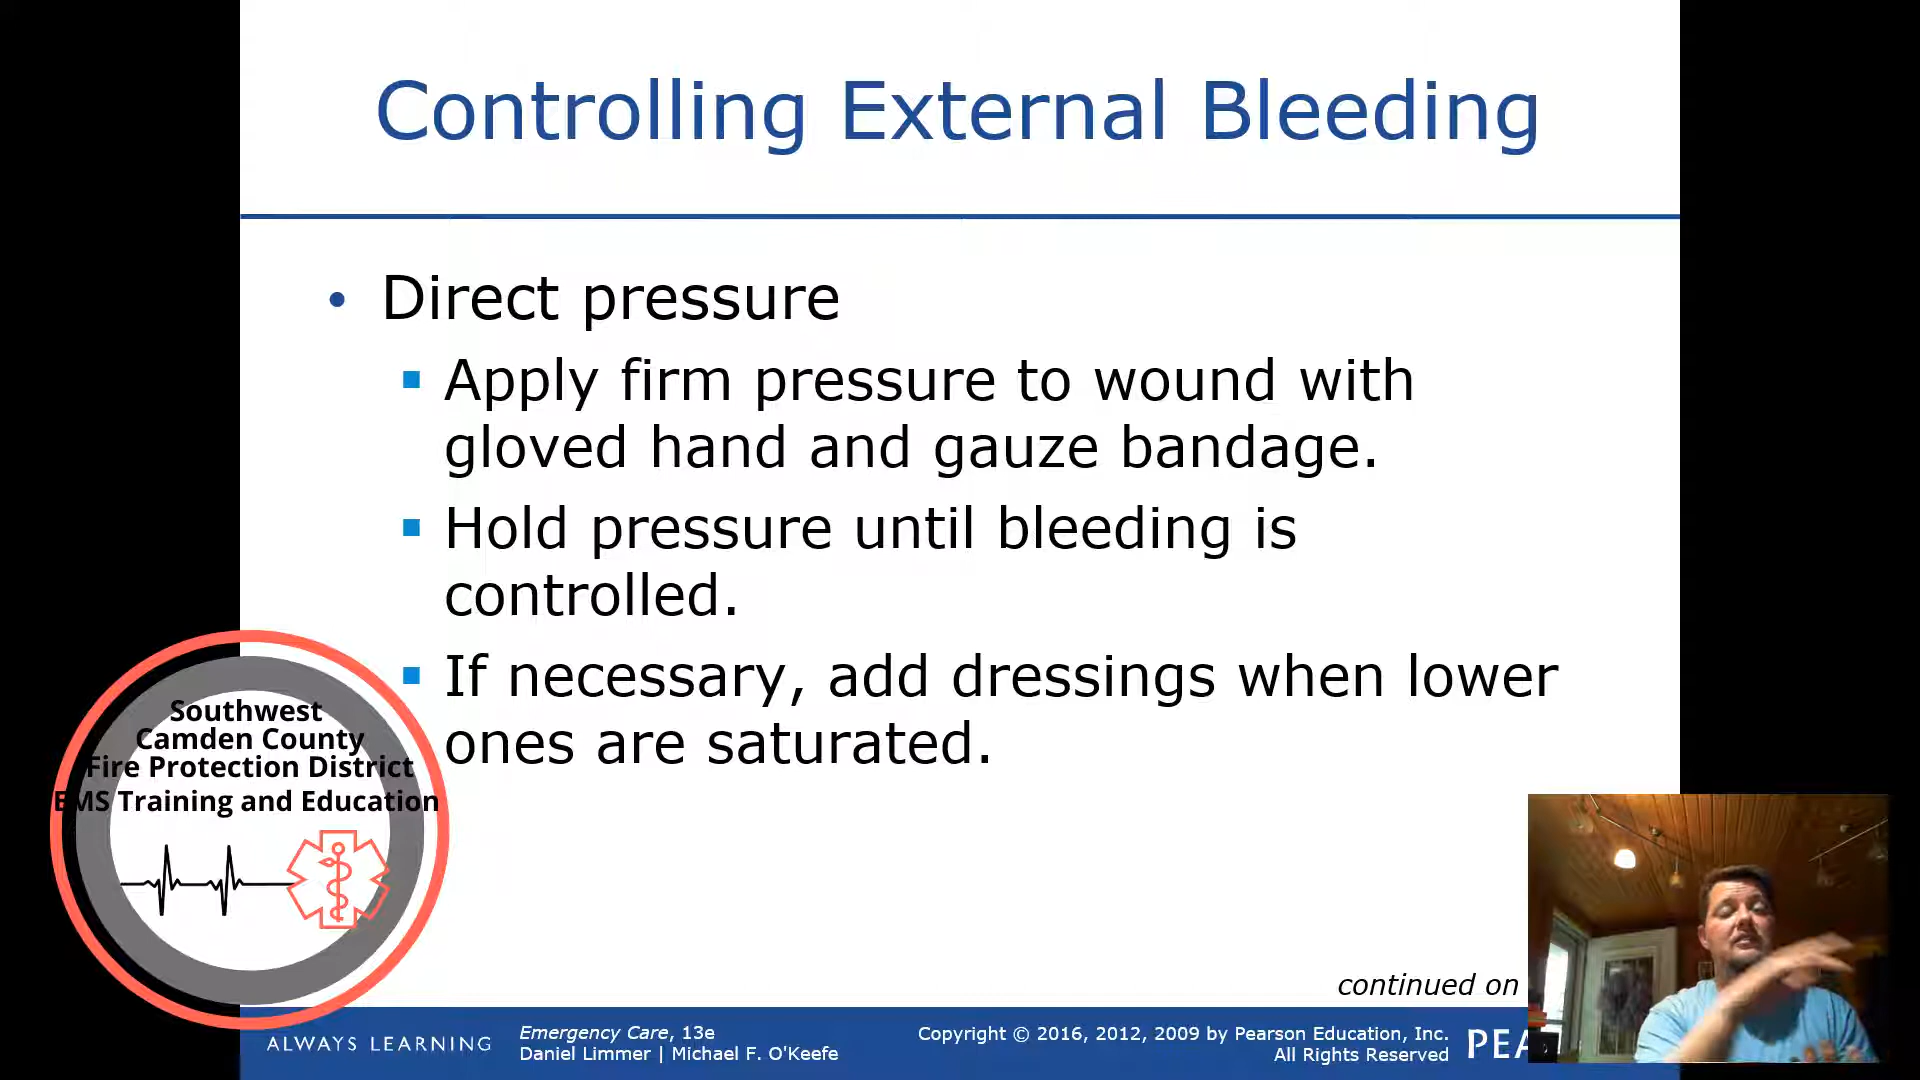 Controlling External Bleeding
• Direct pressure
▪ Apply firm pressure to wound with
gloved hand and gauze bandage.
▪ Hold pressure until bleeding is
controlled.
▪ If necessary, add dressings when lower
ones are saturated.
Southwest
Camden County
Fire Protection District
EMS Training and Education
continued on
ALWAYS LEARNING
Emergency Care, 13e
Daniel Limmer | Michael F. O'Keefe
Copyright © 2016, 2012, 2009 by Pearson Education, Inc.
All Rights Reserved